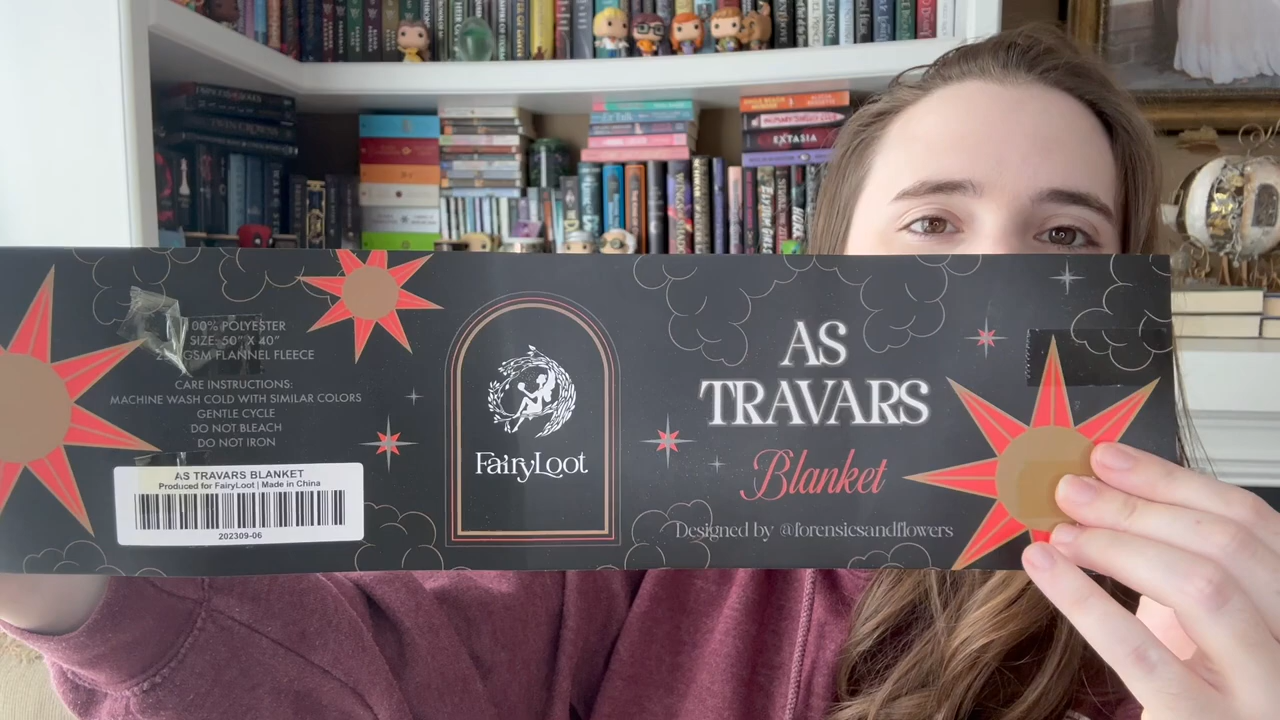 EXTASIA
00% POLYESTER
SIZE: 50" X 40"
GSM FLANNEL FLEECE
CARE INSTRUCTIONS:
MACHINE WASH COLD WITH SIMILAR COLORS
GENTLE CYCLE
DO NOT BLEACH
DO NOT IRON
AS TRAVARS BLANKET
Produced for FairyLoot | Made in China
202309-06
FairyLoot
AS
TRAVARS
Blanket
Designed by @forensicsandflowers